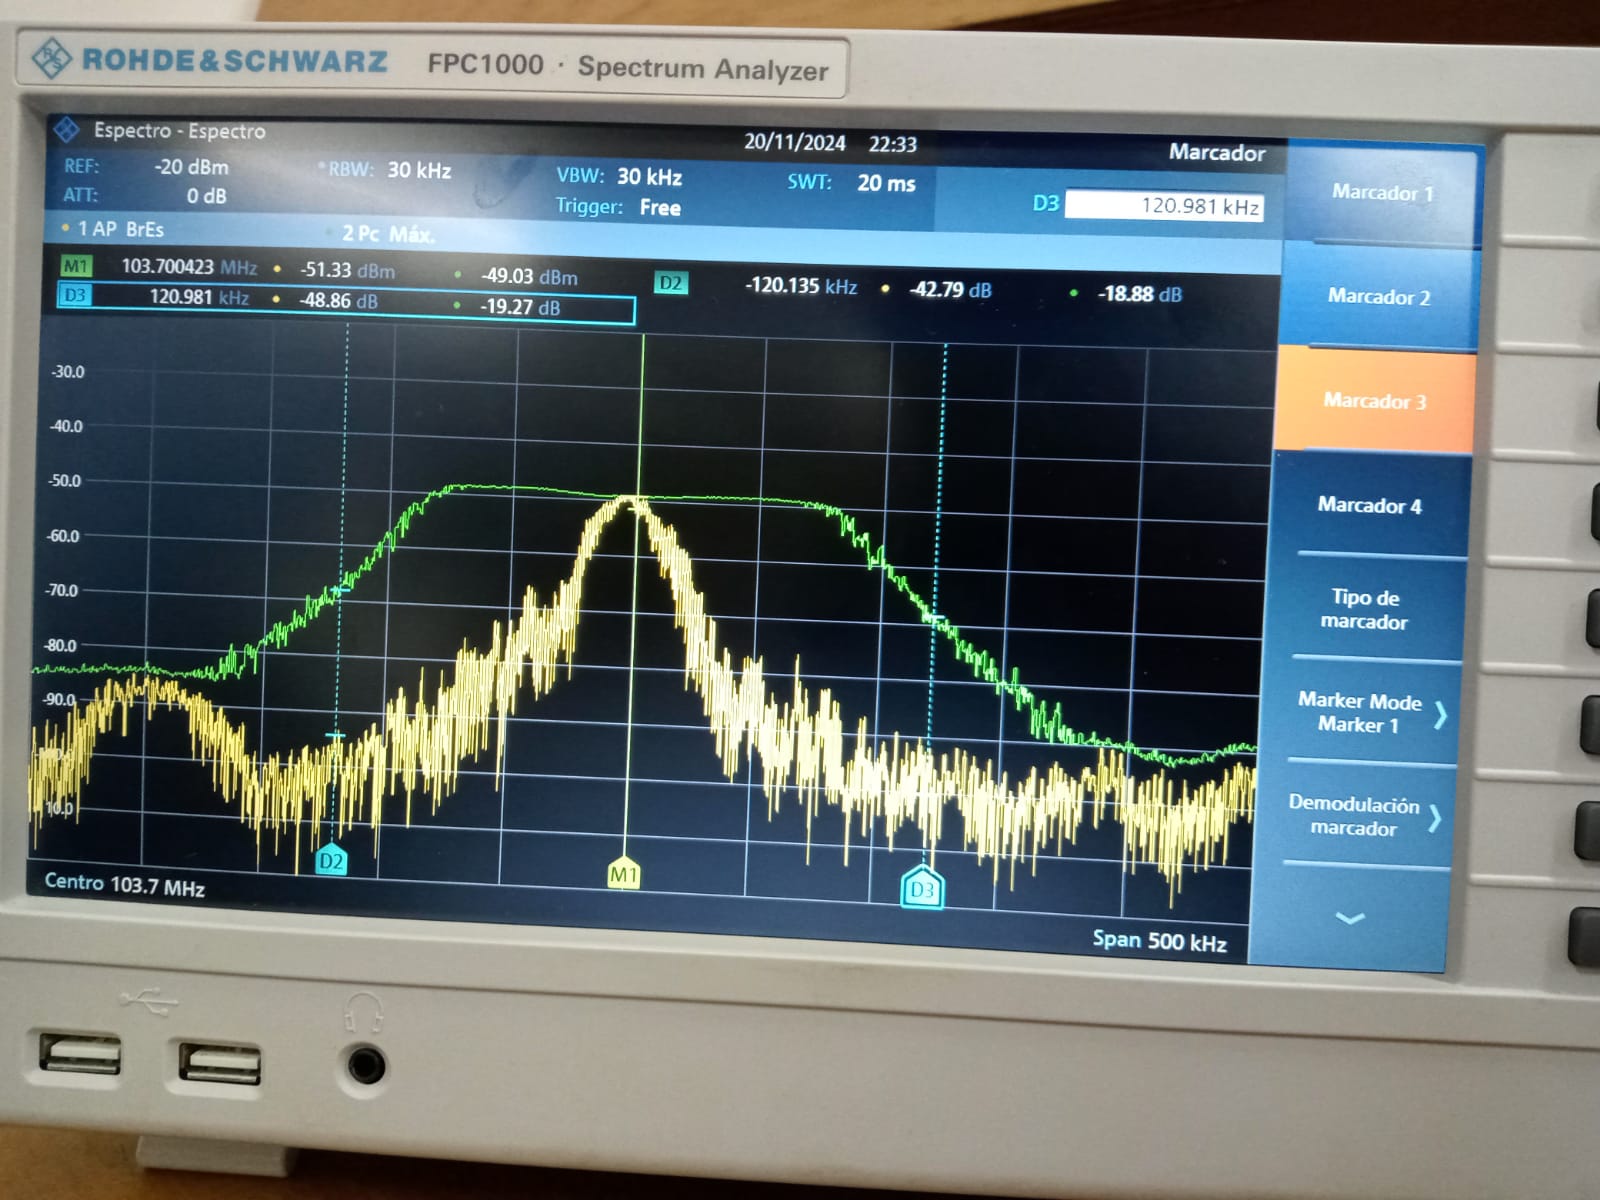 ROHDE&SCHWARZ FPC1000 · Spectrum Analyzer
Espectro - Espectro 20/11/2024 22:33 Marcador
REF: -20 dBm *RBW: 30 kHz VBW: 30 kHz SWT: 20 ms
ATT: 0 dB Trigger: Free D3 120.981 kHz
1 AP BrEs 2 Pc Máx.
M1 103.700423 MHz -51.33 dBm -49.03 dBm D2 -120.135 kHz -42.79 dB -18.88 dB
D3 120.981 kHz -48.86 dB -19.27 dB
-30.0
-40.0
-50.0
-60.0
-70.0
-80.0
-90.0
D2 M1 D3
Centro 103.7 MHz Span 500 kHz
Marcador 1
Marcador 2
Marcador 3
Marcador 4
Tipo de
marcador
Marker Mode
Marker 1
Demodulación
marcador